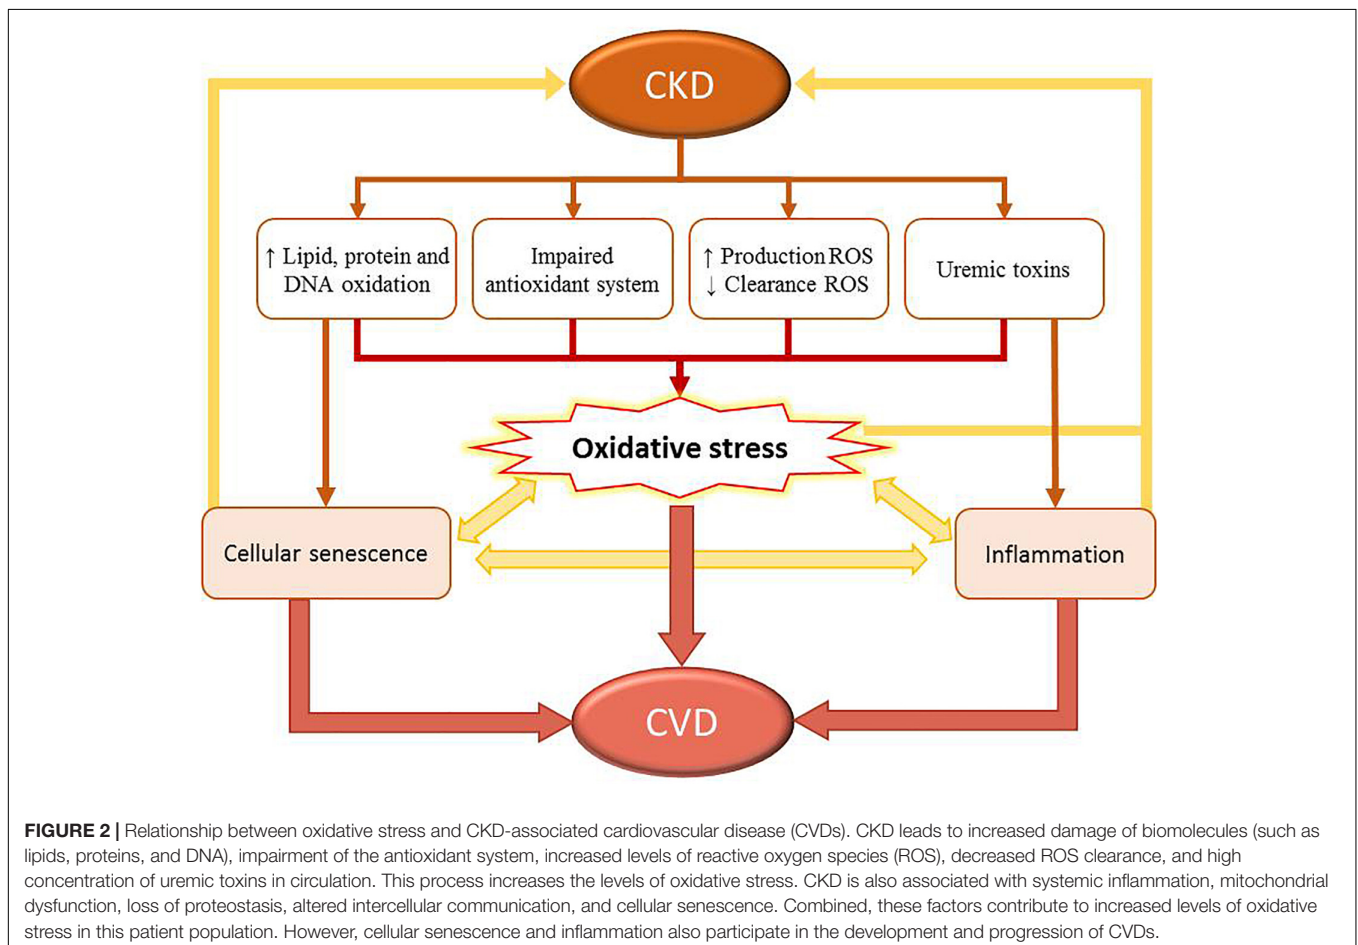 CKD
↑ Lipid, protein and
DNA oxidation
Impaired
antioxidant system
↑ Production ROS
↓ Clearance ROS
Uremic toxins
Oxidative stress
Cellular senescence
Inflammation
CVD
FIGURE 2 | Relationship between oxidative stress and CKD-associated cardiovascular disease (CVDs). CKD leads to increased damage of biomolecules (such as
lipids, proteins, and DNA), impairment of the antioxidant system, increased levels of reactive oxygen species (ROS), decreased ROS clearance, and high
concentration of uremic toxins in circulation. This process increases the levels of oxidative stress. CKD is also associated with systemic inflammation, mitochondrial
dysfunction, loss of proteostasis, altered intercellular communication, and cellular senescence. Combined, these factors contribute to increased levels of oxidative
stress in this patient population. However, cellular senescence and inflammation also participate in the development and progression of CVDs.